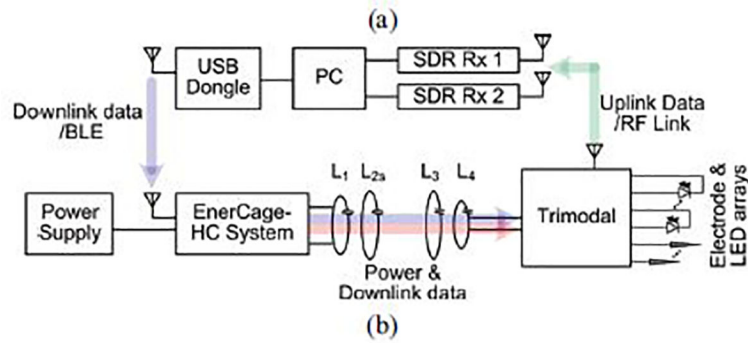 (a)
USB
Dongle
PC
SDR Rx 1
SDR Rx 2
Downlink data
/BLE
Uplink Data
/RF Link
Power
Supply
EnerCage-
HC System
L1 L2s L3 L4
Power &
Downlink data
Trimodal
Electrode &
LED arrays
(b)